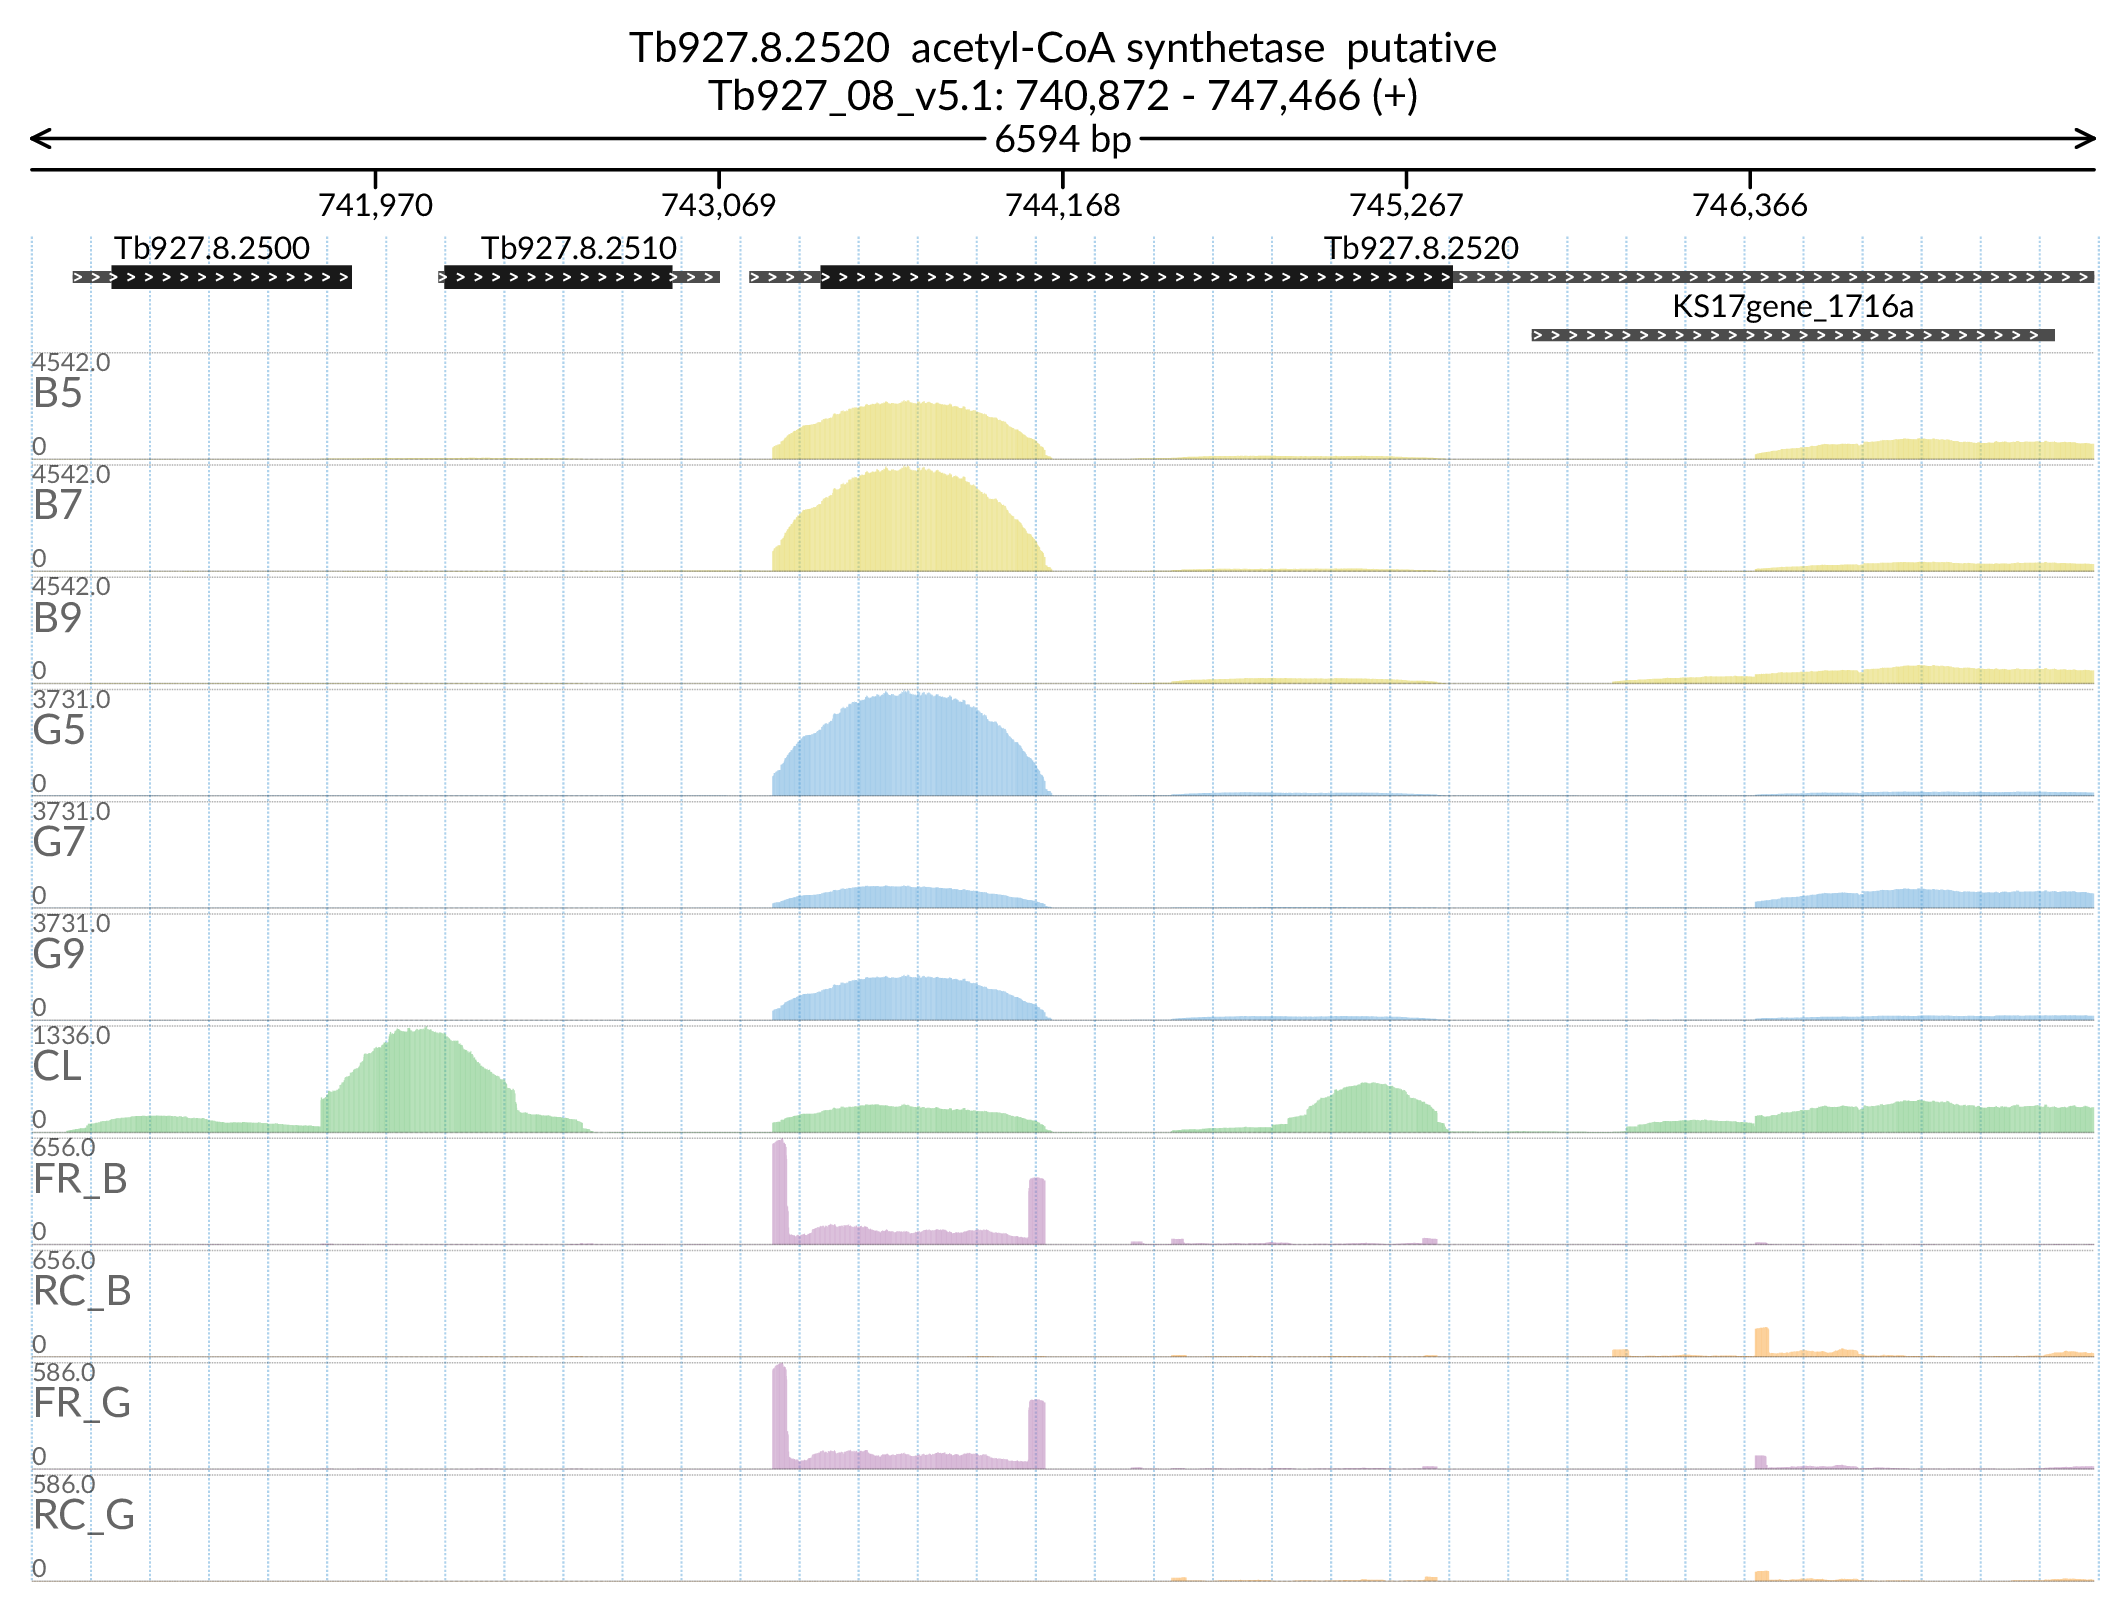 Tb927.8.2520  acetyl-CoA synthetase  putative
Tb927_08_v5.1: 740,872 - 747,466 (+)
6594 bp
741,970 743,069 744,168 745,267 746,366
Tb927.8.2500 Tb927.8.2510 Tb927.8.2520
KS17gene_1716a
4542.0
B5
0
4542.0
B7
0
4542.0
B9
0
3731.0
G5
0
3731.0
G7
0
3731.0
G9
0
1336.0
CL
0
656.0
FR_B
0
656.0
RC_B
0
586.0
FR_G
0
586.0
RC_G
0